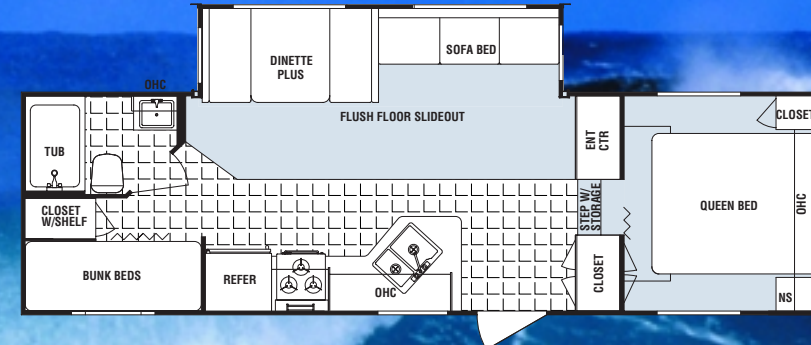 DINETTE
PLUS
SOFA BED
OHC
FLUSH FLOOR SLIDEOUT
TUB
ENT
CTR
CLOSET
CLOSET
W/SHELF
STEP W/
STORAGE
QUEEN BED
OHC
BUNK BEDS
REFER
OHC
CLOSET
NS